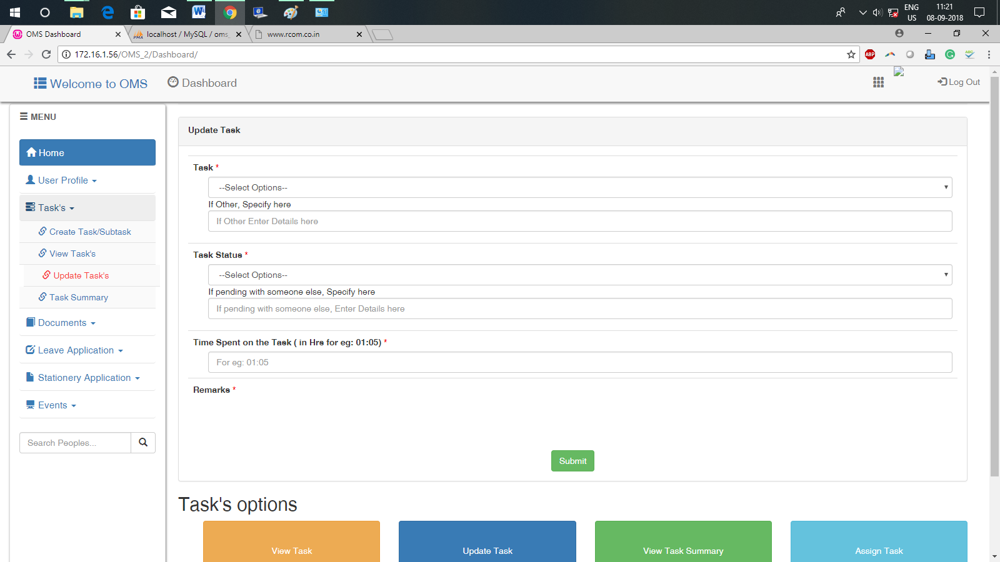 ENG
US
11:21
08-09-2018
OMS Dashboard
localhost / MySQL / oms_
www.rcom.co.in
172.16.1.56/OMS_2/Dashboard/
ABP
Welcome to OMS
Dashboard
Log Out
MENU
Home
User Profile
Task's
Create Task/Subtask
View Task's
Update Task's
Task Summary
Documents
Leave Application
Stationery Application
Events
Search Peoples...
Update Task
Task *
--Select Options--
If Other, Specify here
If Other Enter Details here
Task Status *
--Select Options--
If pending with someone else, Specify here
If pending with someone else, Enter Details here
Time Spent on the Task ( in Hrs for eg: 01:05) *
For eg: 01:05
Remarks *
Submit
Task's options
View Task
Update Task
View Task Summary
Assign Task